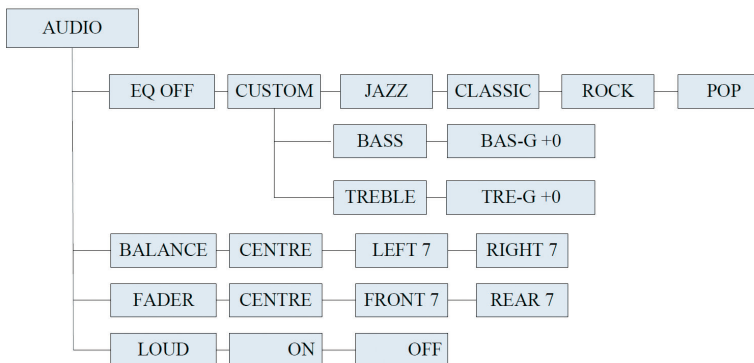 AUDIO
EQ OFF CUSTOM JAZZ CLASSIC ROCK POP
BASS BAS-G +0
TREBLE TRE-G +0
BALANCE CENTRE LEFT 7 RIGHT 7
FADER CENTRE FRONT 7 REAR 7
LOUD ON OFF